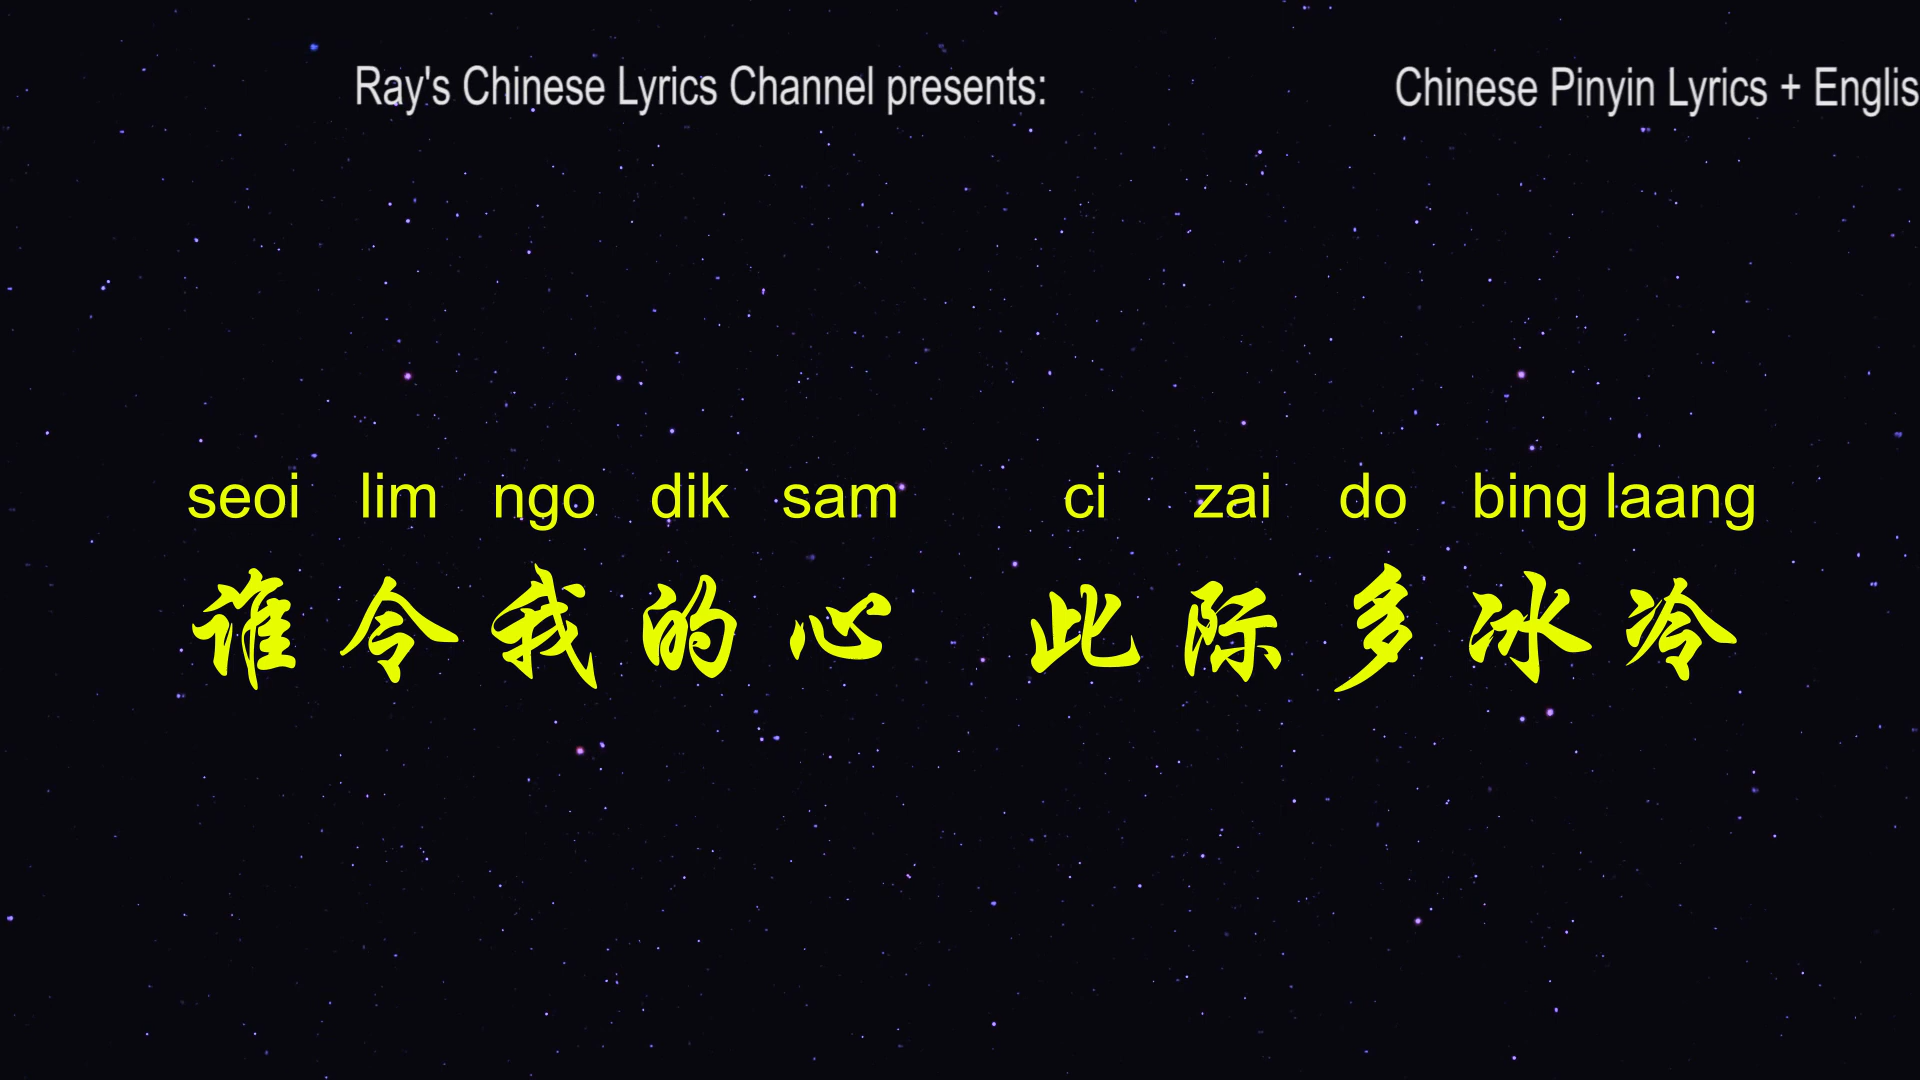 Ray's Chinese Lyrics Channel presents: Chinese Pinyin Lyrics + Englis
seoi lim ngo dik sam ci zai do bing laang
谁令我的心 此际多冰冷